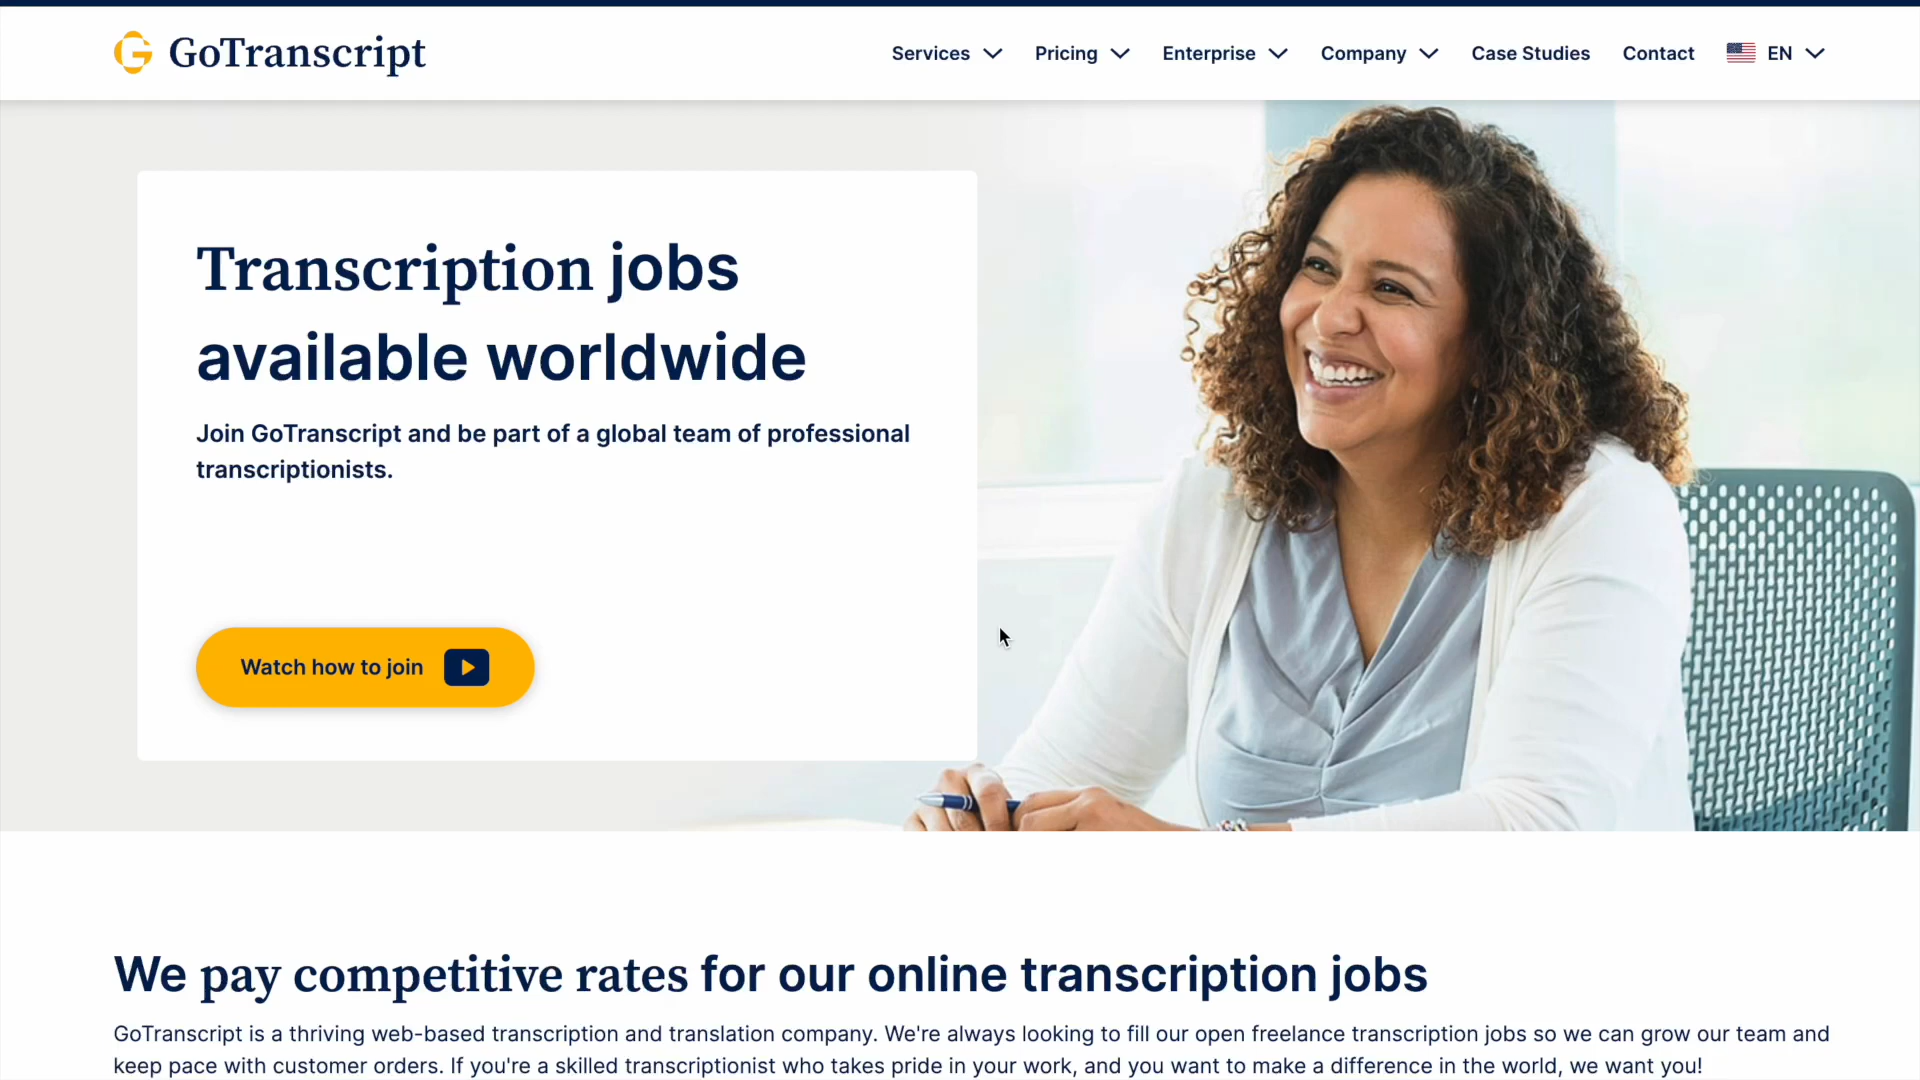 GoTranscript
Services
Pricing
Enterprise
Company
Case Studies
Contact
EN
Transcription jobs
available worldwide
Join GoTranscript and be part of a global team of professional
transcriptionists.
Watch how to join
We pay competitive rates for our online transcription jobs
GoTranscript is a thriving web-based transcription and translation company. We're always looking to fill our open freelance transcription jobs so we can grow our team and
keep pace with customer orders. If you're a skilled transcriptionist who takes pride in your work, and you want to make a difference in the world, we want you!